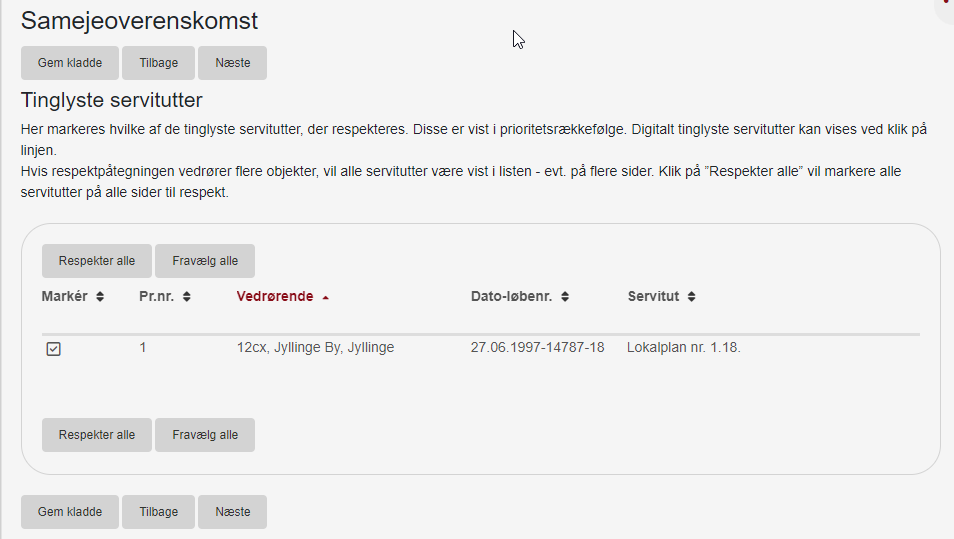 Samejeoverenskomst
Gem kladde Tilbage Næste
Tinglyste servitutter
Her markeres hvilke af de tinglyste servitutter, der respekteres. Disse er vist i prioritetsrækkefølge. Digitalt tinglyste servitutter kan vises ved klik på
linjen.
Hvis respektpåtegningen vedrører flere objekter, vil alle servitutter være vist i listen - evt. på flere sider. Klik på ”Respekter alle” vil markere alle
servitutter på alle sider til respekt.
Respekter alle Fravælg alle
Markér Pr.nr. Vedrørende Dato-løbenr. Servitut
1 12cx, Jyllinge By, Jyllinge 27.06.1997-14787-18 Lokalplan nr. 1.18.
Respekter alle Fravælg alle
Gem kladde Tilbage Næste